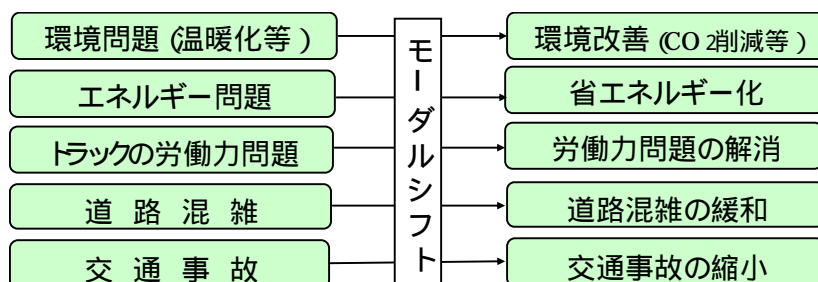 環境問題 (温暖化等)
エネルギー問題
トラックの労働力問題
道路混雑
交通事故
モーダルシフト
環境改善 (CO2削減等)
省エネルギー化
労働力問題の解消
道路混雑の緩和
交通事故の縮小